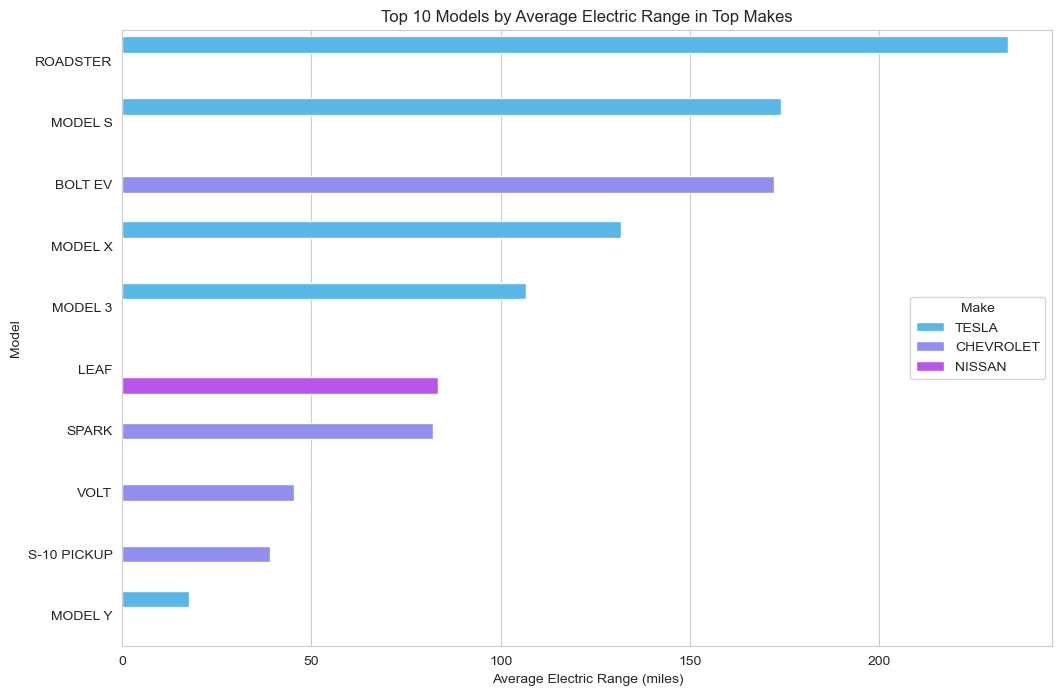 Top 10 Models by Average Electric Range in Top Makes
ROADSTER
MODEL S
BOLT EV
MODEL X
MODEL 3
LEAF
SPARK
VOLT
S-10 PICKUP
MODEL Y
Model
Make
TESLA
CHEVROLET
NISSAN
0 50 100 150 200
Average Electric Range (miles)